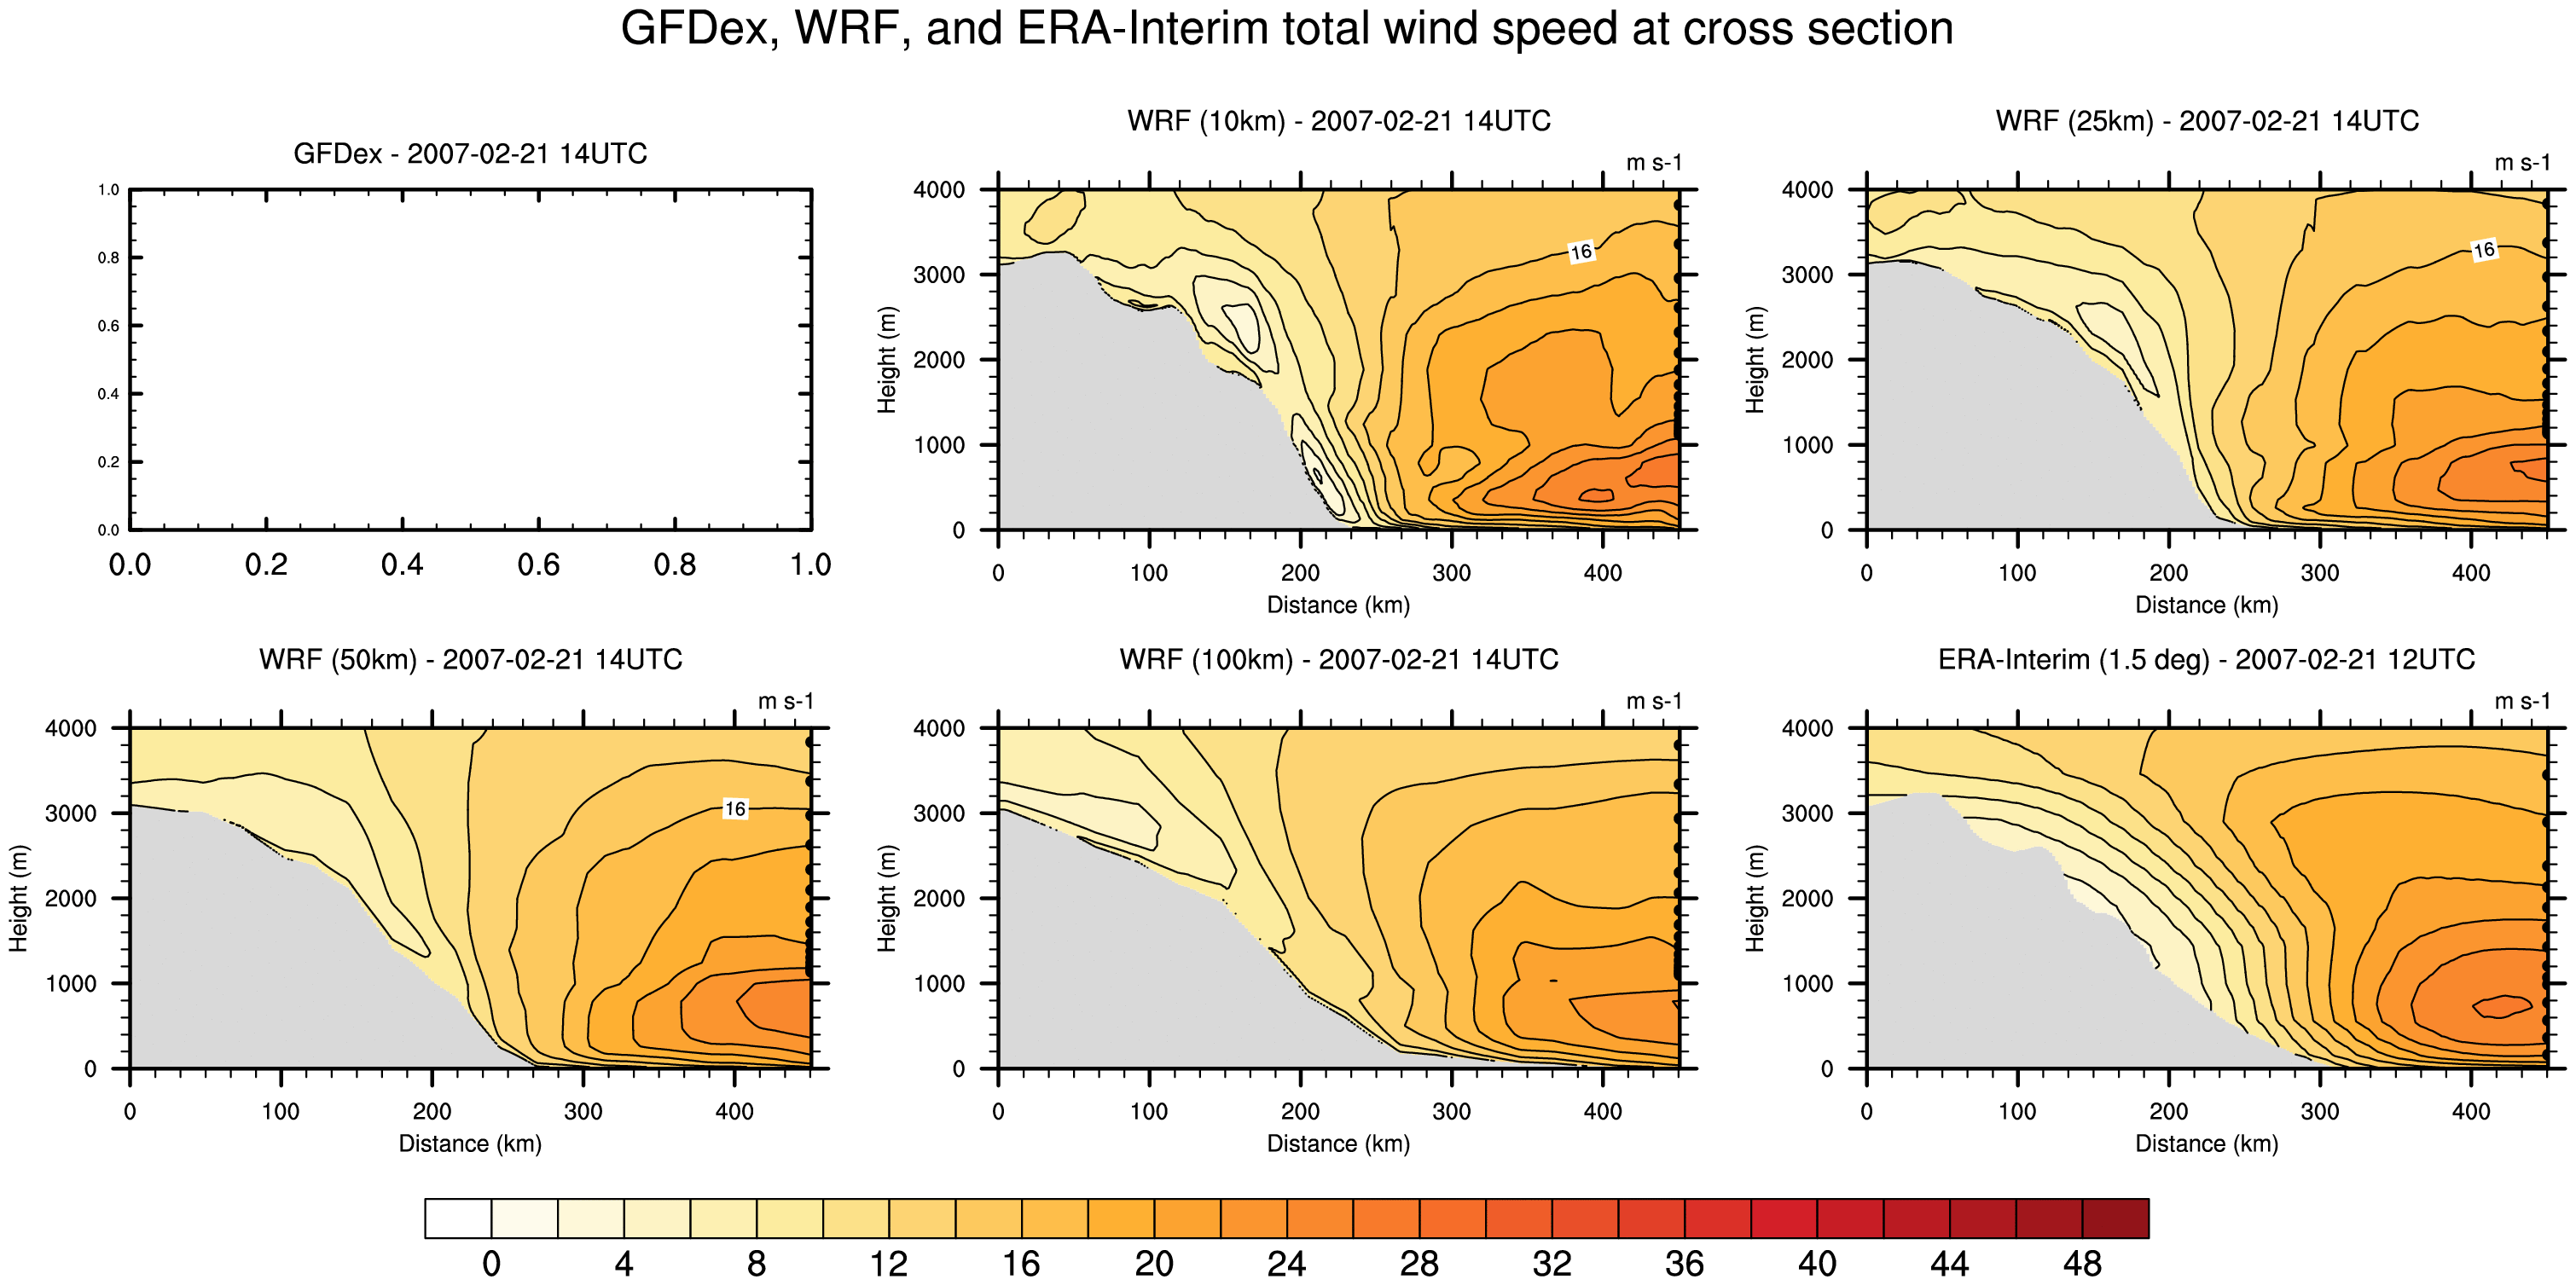 GFDex, WRF, and ERA-Interim total wind speed at cross section
GFDex - 2007-02-21 14UTC
1.0
0.8
0.6
0.4
0.2
0.0
0.0 0.2 0.4 0.6 0.8 1.0
WRF (10km) - 2007-02-21 14UTC
m s-1
Height (m)
4000
3000
2000
1000
0
16
0 100 200 300 400
Distance (km)
WRF (25km) - 2007-02-21 14UTC
m s-1
Height (m)
4000
3000
2000
1000
0
16
0 100 200 300 400
Distance (km)
WRF (50km) - 2007-02-21 14UTC
m s-1
Height (m)
4000
3000
2000
1000
0
16
0 100 200 300 400
Distance (km)
WRF (100km) - 2007-02-21 14UTC
m s-1
Height (m)
4000
3000
2000
1000
0
0 100 200 300 400
Distance (km)
ERA-Interim (1.5 deg) - 2007-02-21 12UTC
m s-1
Height (m)
4000
3000
2000
1000
0
0 100 200 300 400
Distance (km)
0 4 8 12 16 20 24 28 32 36 40 44 48